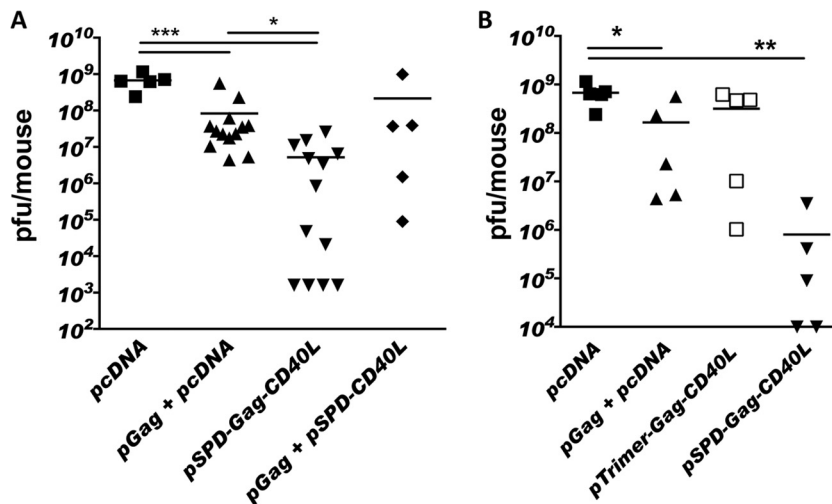 A
***
*
pfu/mouse
10^10
10^9
10^8
10^7
10^6
10^5
10^4
10^3
10^2
pcDNA
pGag + pcDNA
pSPD-Gag-CD40L
pGag + pSPD-CD40L
B
*
**
pfu/mouse
10^10
10^9
10^8
10^7
10^6
10^5
10^4
pcDNA
pGag + pcDNA
pTrimer-Gag-CD40L
pSPD-Gag-CD40L